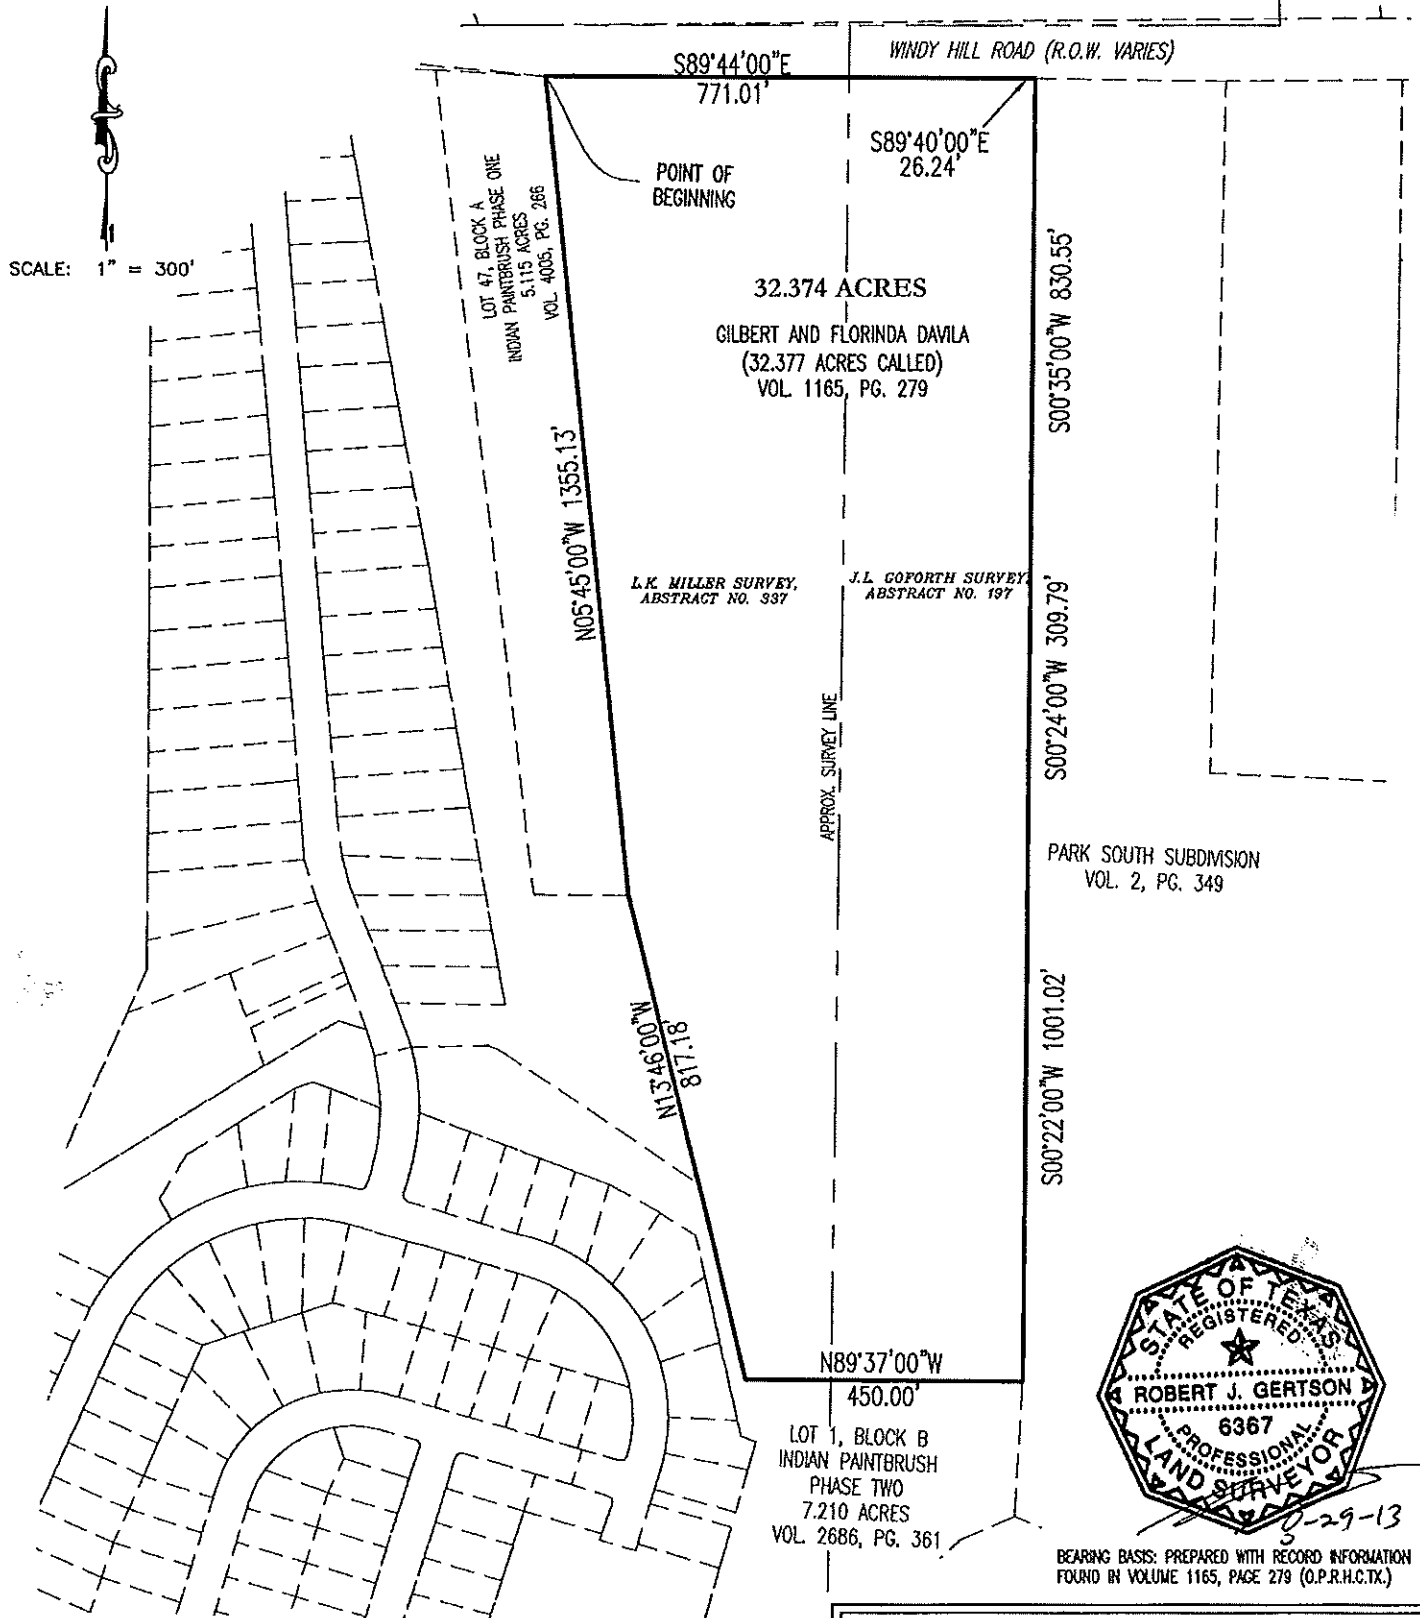 WINDY HILL ROAD (R.O.W. VARIES)
S89°44'00"E
771.01'
S89°40'00"E
26.24'
POINT OF
BEGINNING
SCALE: 1" = 300'
LOT 47, BLOCK A
INDIAN PAINTBRUSH PHASE ONE
5.115 ACRES
VOL. 4005, PG. 266
32.374 ACRES
GILBERT AND FLORINDA DAVILA
(32.377 ACRES CALLED)
VOL. 1165, PG. 279
S00°35'00"W 830.55'
N05°45'00"W 1355.13'
L.K. MILLER SURVEY,
ABSTRACT NO. 337
J.L. GOFORTH SURVEY,
ABSTRACT NO. 197
S00°24'00"W 309.79'
APPROX. SURVEY LINE
PARK SOUTH SUBDIVISION
VOL. 2, PG. 349
N13°46'00"W
817.18'
S00°22'00"W 1001.02'
N89°37'00"W
450.00'
LOT 1, BLOCK B
INDIAN PAINTBRUSH
PHASE TWO
7.210 ACRES
VOL. 2686, PG. 361
STATE OF TEXAS
REGISTERED
ROBERT J. GERTSON
6367
PROFESSIONAL
LAND SURVEYOR
-29-13
BEARING BASIS: PREPARED WITH RECORD INFORMATION
FOUND IN VOLUME 1165, PAGE 279 (O.P.R.H.C.TX.)